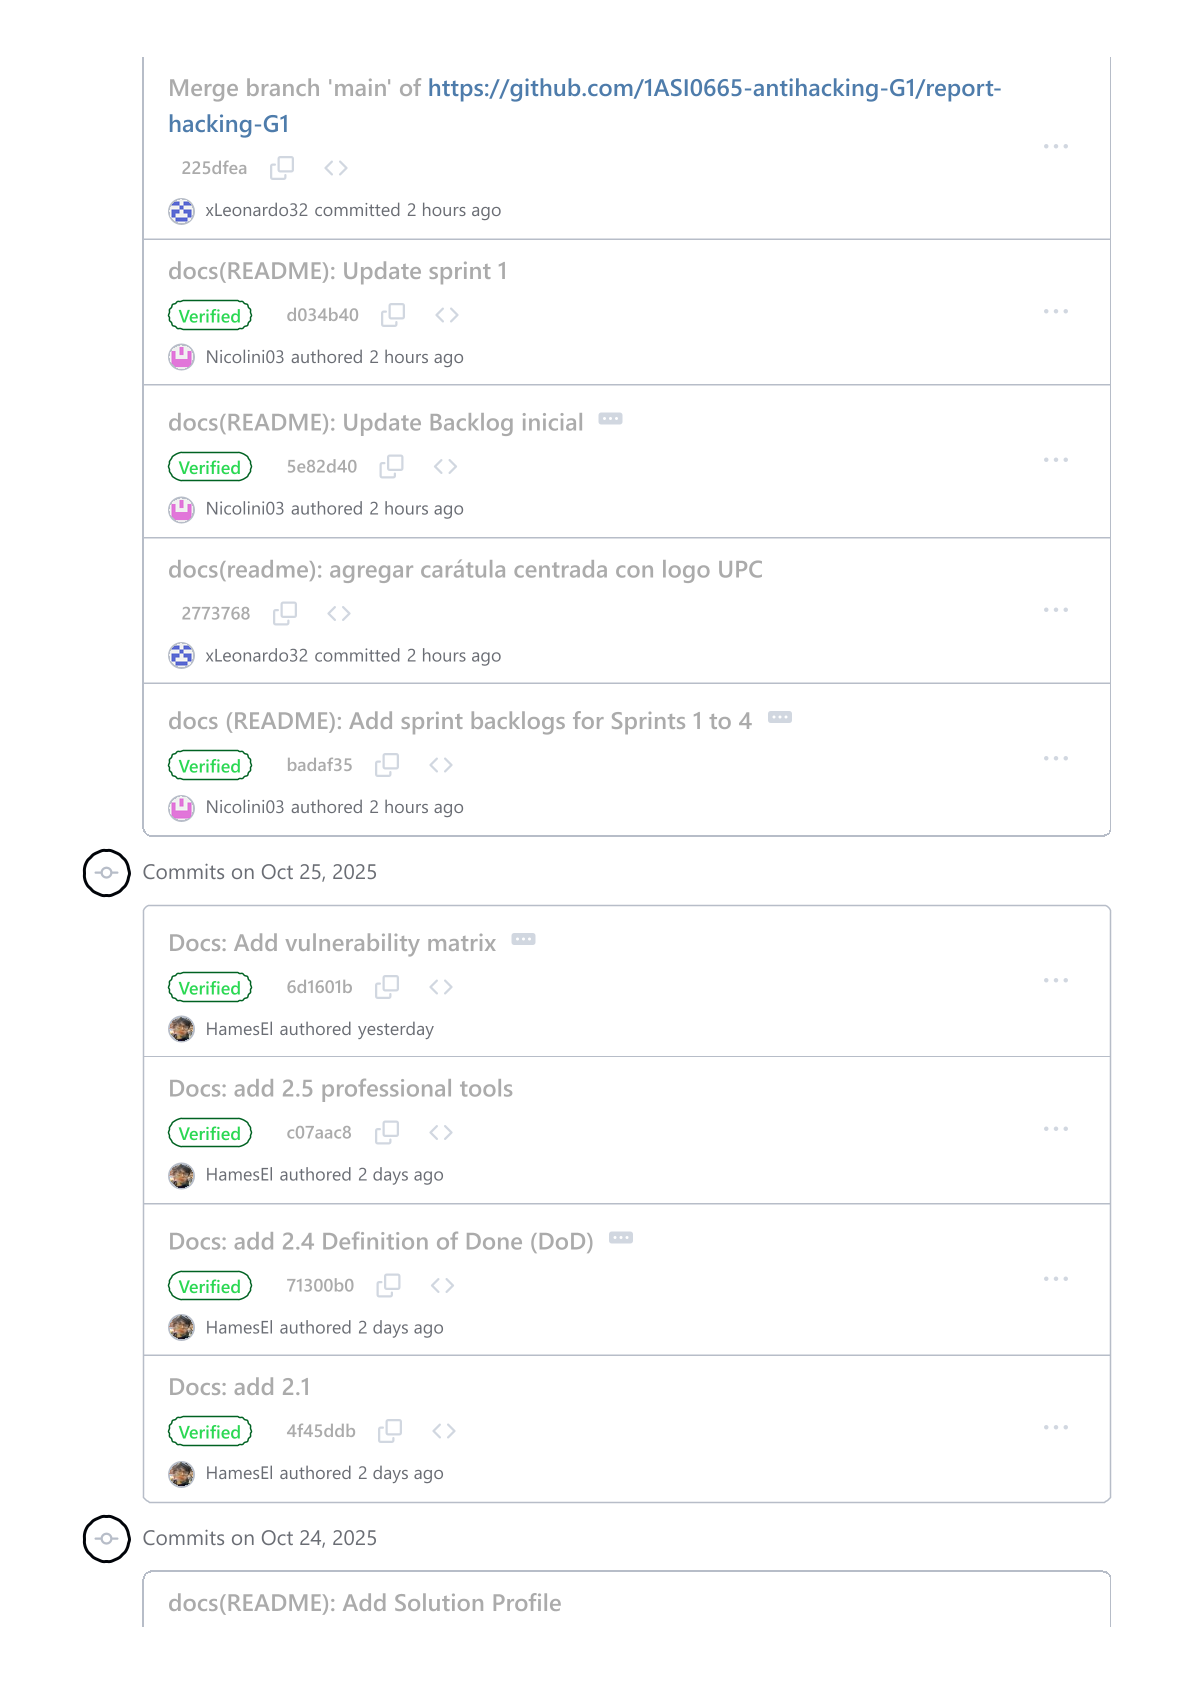 Merge branch 'main' of https://github.com/1ASI0665-antihacking-G1/report-
hacking-G1
225dfea
xLeonardo32 committed 2 hours ago
docs(README): Update sprint 1
Verified d034b40
Nicolini03 authored 2 hours ago
docs(README): Update Backlog inicial
Verified 5e82d40
Nicolini03 authored 2 hours ago
docs(readme): agregar carátula centrada con logo UPC
2773768
xLeonardo32 committed 2 hours ago
docs (README): Add sprint backlogs for Sprints 1 to 4
Verified badaf35
Nicolini03 authored 2 hours ago
Commits on Oct 25, 2025
Docs: Add vulnerability matrix
Verified 6d1601b
HamesEl authored yesterday
Docs: add 2.5 professional tools
Verified c07aac8
HamesEl authored 2 days ago
Docs: add 2.4 Definition of Done (DoD)
Verified 71300b0
HamesEl authored 2 days ago
Docs: add 2.1
Verified 4f45ddb
HamesEl authored 2 days ago
Commits on Oct 24, 2025
docs(README): Add Solution Profile